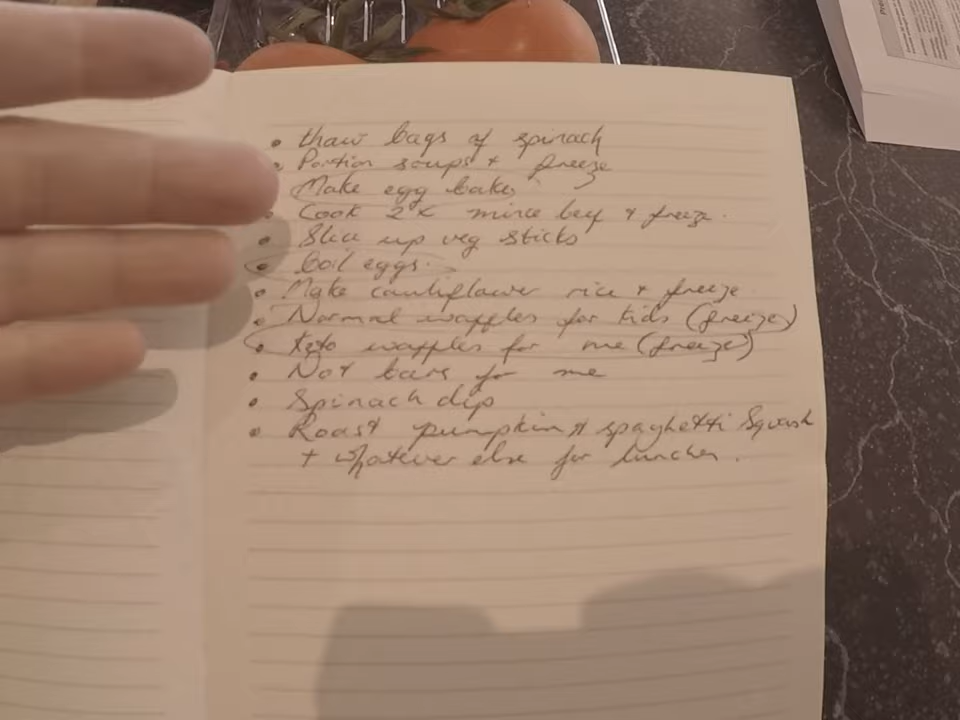 • thaw bags of spinach
• Portion soups + freeze
Make egg bake
• Cook 2x mince beef & freeze.
• Slice up veg sticks
• Boil eggs.
• Make cauliflower rice + freeze
• Normal waffles for kids (freeze)
• Keto waffles for me (freeze)
• Nut bars for me
• Spinach dip
• Roast pumpkin & spaghetti Squash
+ whatever else for lunches.